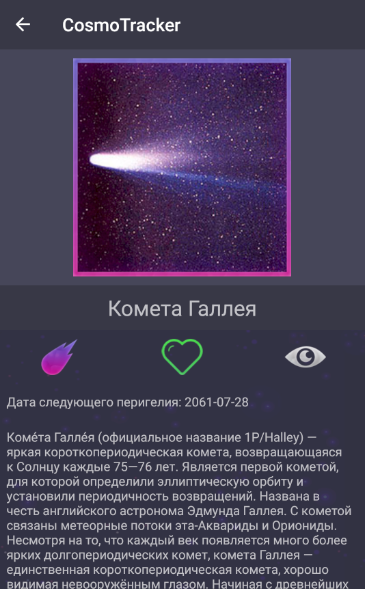 CosmoTracker
Комета Галлея
Дата следующего перигелия: 2061-07-28
Коме́та Галле́я (официальное название 1P/Halley) —
яркая короткопериодическая комета, возвращающаяся
к Солнцу каждые 75—76 лет. Является первой кометой,
для которой определили эллиптическую орбиту и
установили периодичность возвращений. Названа в
честь английского астронома Эдмунда Галлея. С кометой
связаны метеорные потоки эта-Аквариды и Ориониды.
Несмотря на то, что каждый век появляется много более
ярких долгопериодических комет, комета Галлея —
единственная короткопериодическая комета, хорошо
видимая невооружённым глазом. Начиная с древнейших